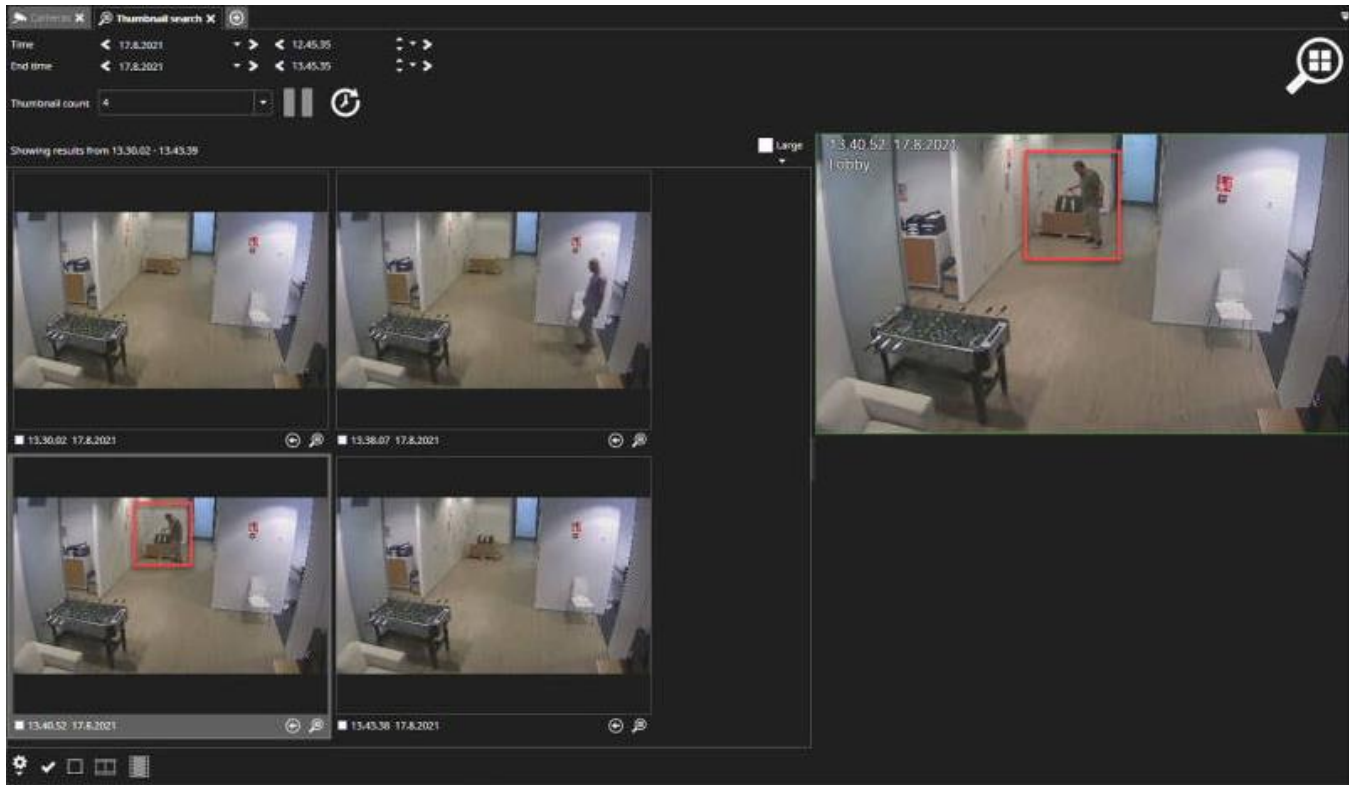 Cameras
Thumbnail search
Time 17.8.2021 12.45.35
End time 17.8.2021 13.45.35
Thumbnail count 4
Showing results from 13.30.02 - 13.43.39
Large
13.30.02 17.8.2021
13.38.07 17.8.2021
13.40.52 17.8.2021
13.43.38 17.8.2021
13.40.52 17.8.2021
Lobby